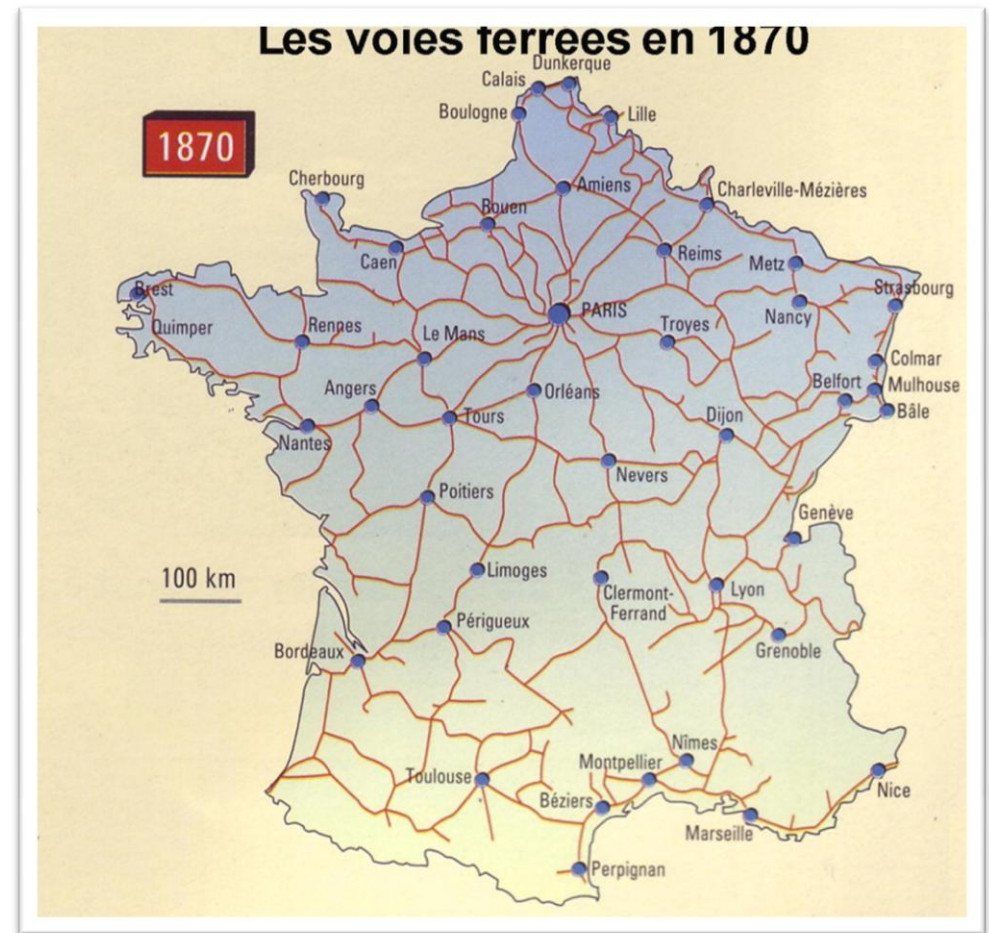 Les voies ferrées en 1870
Dunkerque
Calais
Boulogne
Lille
1870
Cherbourg
Amiens
Charleville-Mézières
Rouen
Caen
Reims
Metz
Brest
Strasbourg
PARIS
Nancy
Quimper
Rennes
Le Mans
Troyes
Colmar
Belfort
Mulhouse
Angers
Orléans
Bâle
Tours
Dijon
Nantes
Nevers
Poitiers
Genève
100 km
Limoges
Clermont-
Ferrand
Lyon
Périgueux
Bordeaux
Grenoble
Nîmes
Montpellier
Toulouse
Béziers
Nice
Marseille
Perpignan